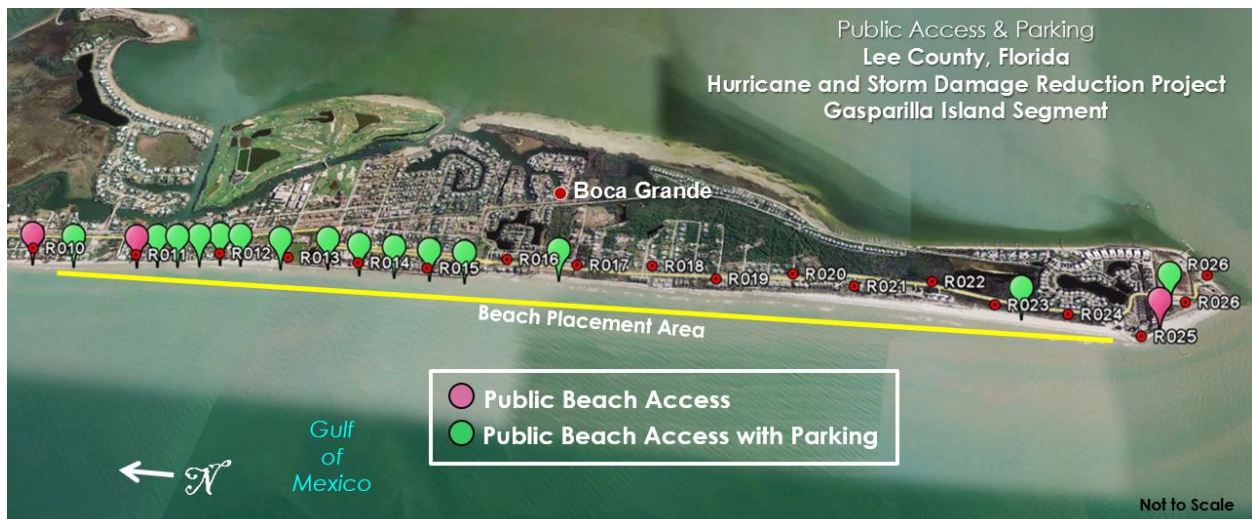 Public Access & Parking
Lee County, Florida
Hurricane and Storm Damage Reduction Project
Gasparilla Island Segment
Boca Grande
R010
R011
R012
R013
R014
R015
R016
R017
R018
R019
R020
R021
R022
R023
R024
R025
R026
R026
Beach Placement Area
Public Beach Access
Public Beach Access with Parking
Gulf
of
Mexico
N
Not to Scale